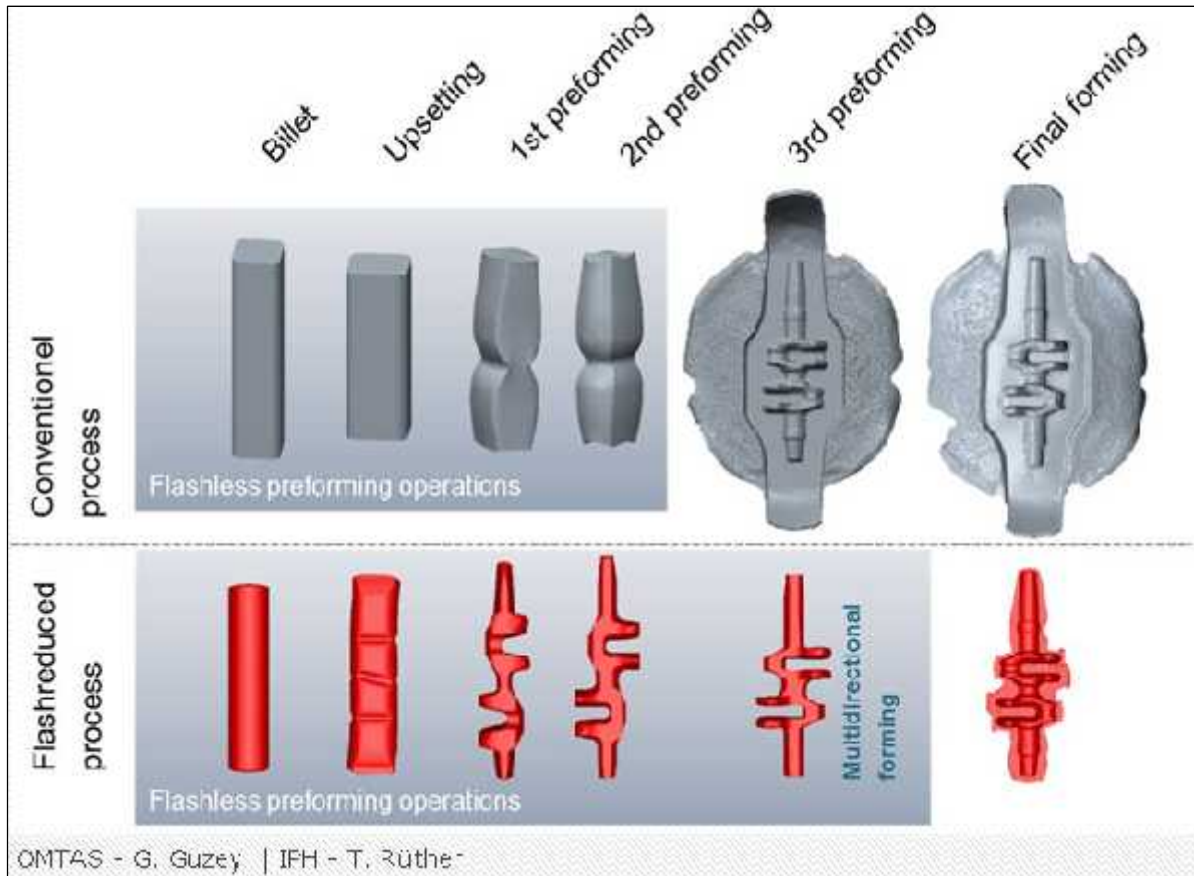 Billet
Upsetting
1st preforming
2nd preforming
3rd preforming
Final forming
Conventionel
process
Flashless preforming operations
Flashreduced
process
Multidirectional
forming
Flashless preforming operations
OMTAS - G. Guzey | IPH - T. Rüther